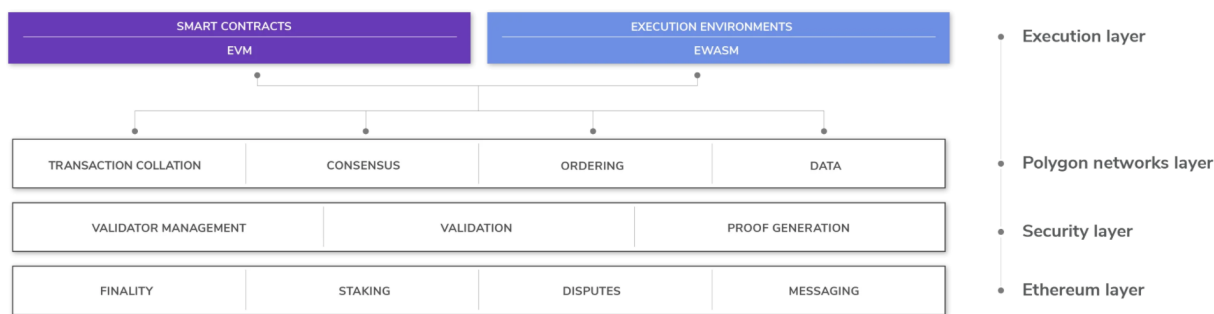 SMART CONTRACTS
EVM
EXECUTION ENVIRONMENTS
EWASM
Execution layer
TRANSACTION COLLATION
CONSENSUS
ORDERING
DATA
Polygon networks layer
VALIDATOR MANAGEMENT
VALIDATION
PROOF GENERATION
Security layer
FINALITY
STAKING
DISPUTES
MESSAGING
Ethereum layer